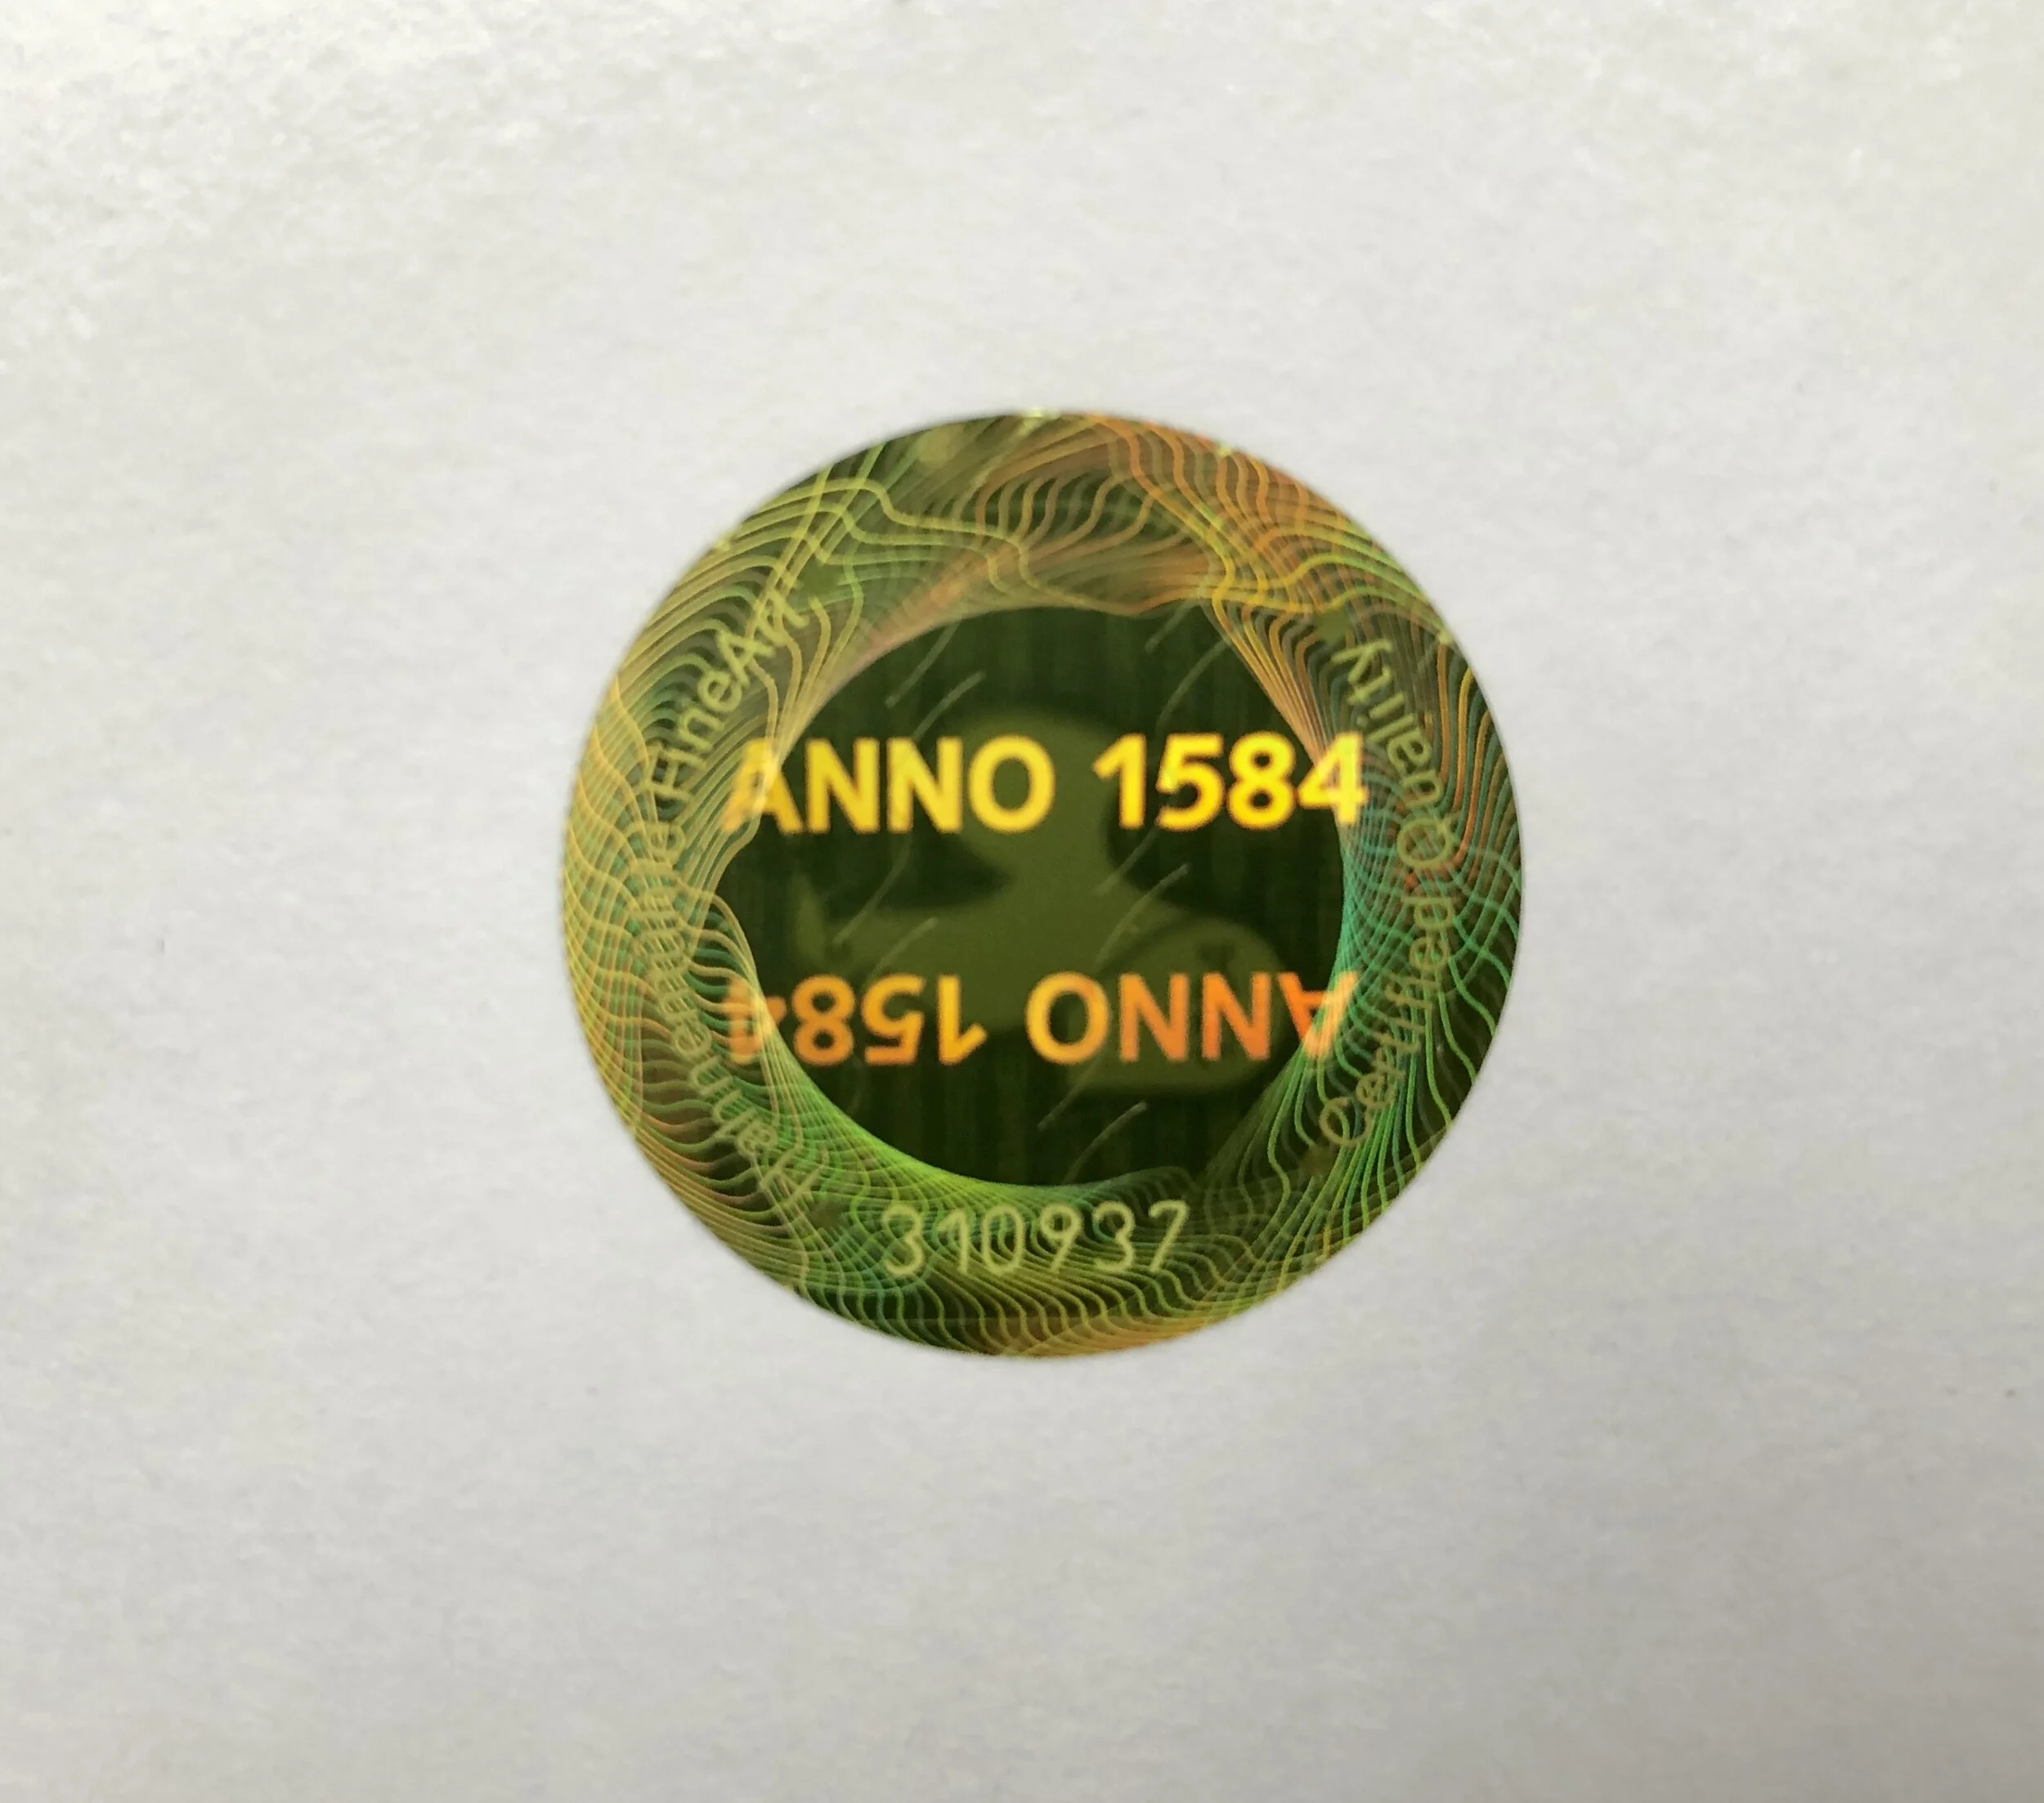 Hahnemühle FineArt
Certified Quality
ANNO 1584
ANNO 1584
310937